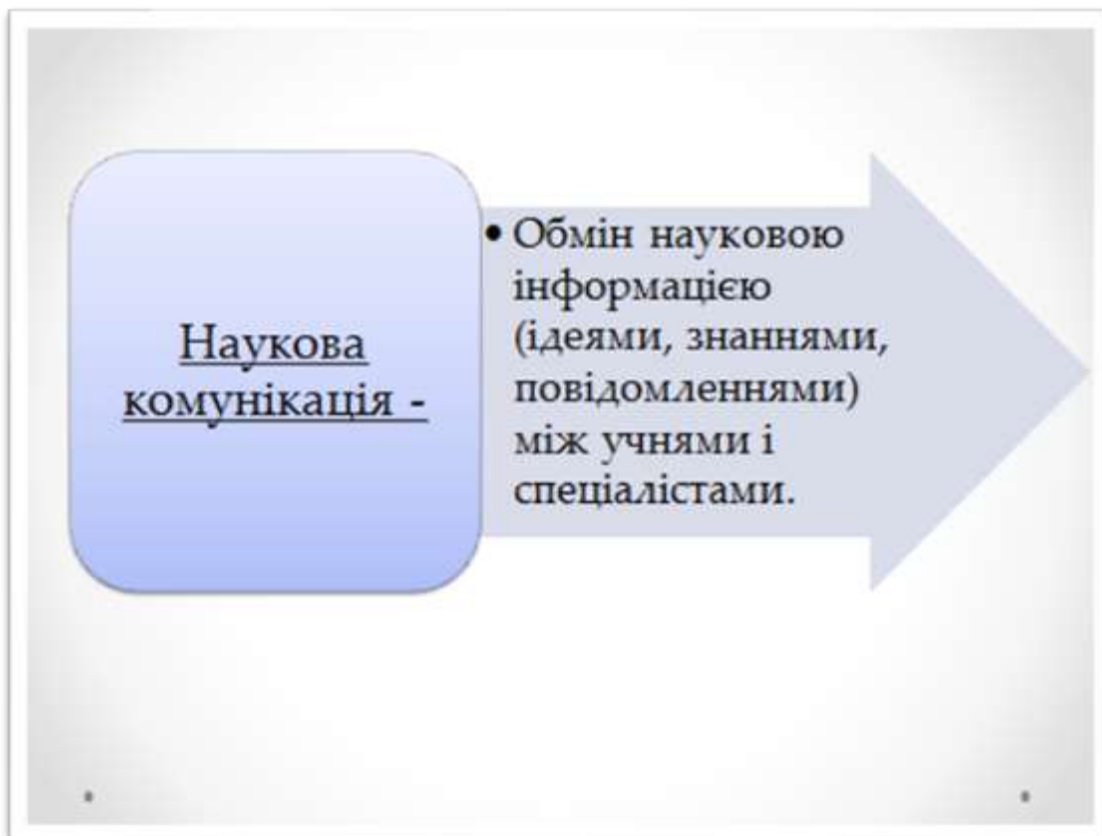 Наукова
комунікація -
• Обмін науковою
інформацією
(ідеями, знаннями,
повідомленнями)
між учнями і
спеціалістами.